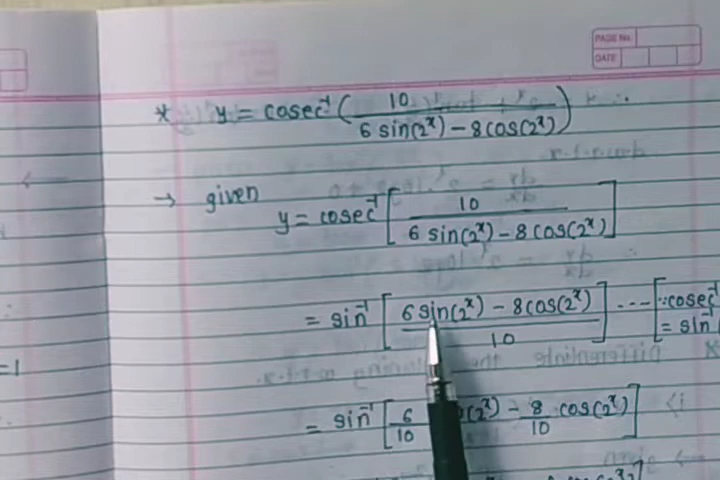 PAGE No.
DATE
* y = cosec⁻¹ ( 10 / 6 sin(2ˣ) – 8 cos(2ˣ) )
→ given
y = cosec⁻¹ [ 10 / 6 sin(2ˣ) – 8 cos(2ˣ) ]
= sin⁻¹ [ 6 sin(2ˣ) – 8 cos(2ˣ) / 10 ] ---- [ ∵ cosec⁻¹
= sin⁻¹
=1
= sin⁻¹ [ 6/10 (2ˣ) – 8/10 cos(2ˣ) ]